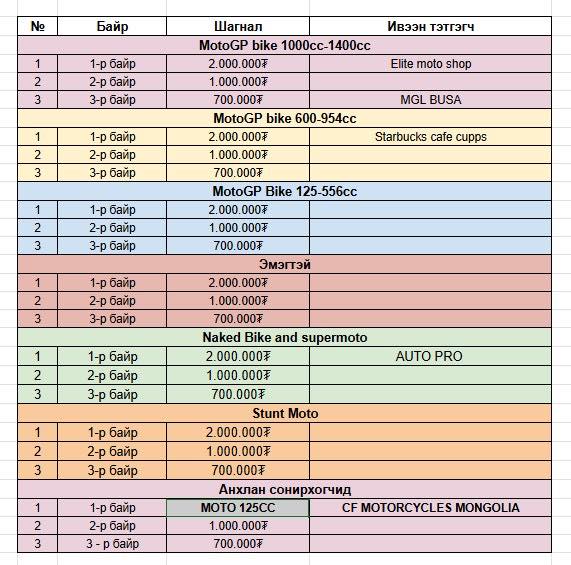 № Байр Шагнал Ивээн тэтгэгч
MotoGP bike 1000cc-1400cc
1 1-р байр 2.000.000₮ Elite moto shop
2 2-р байр 1.000.000₮
3 3-р байр 700.000₮ MGL BUSA
MotoGP bike 600-954cc
1 1-р байр 2.000.000₮ Starbucks cafe cupps
2 2-р байр 1.000.000₮
3 3-р байр 700.000₮
MotoGP Bike 125-556cc
1 1-р байр 2.000.000₮
2 2-р байр 1.000.000₮
3 3-р байр 700.000₮
Эмэгтэй
1 1-р байр 2.000.000₮
2 2-р байр 1.000.000₮
3 3-р байр 700.000₮
Naked Bike and supermoto
1 1-р байр 2.000.000₮ AUTO PRO
2 2-р байр 1.000.000₮
3 3-р байр 700.000₮
Stunt Moto
1 1-р байр 2.000.000₮
2 2-р байр 1.000.000₮
3 3-р байр 700.000₮
Анхлан сонирхогчид
1 1-р байр MOTO 125CC CF MOTORCYCLES MONGOLIA
2 2-р байр 1.000.000₮
3 3 - р байр 700.000₮